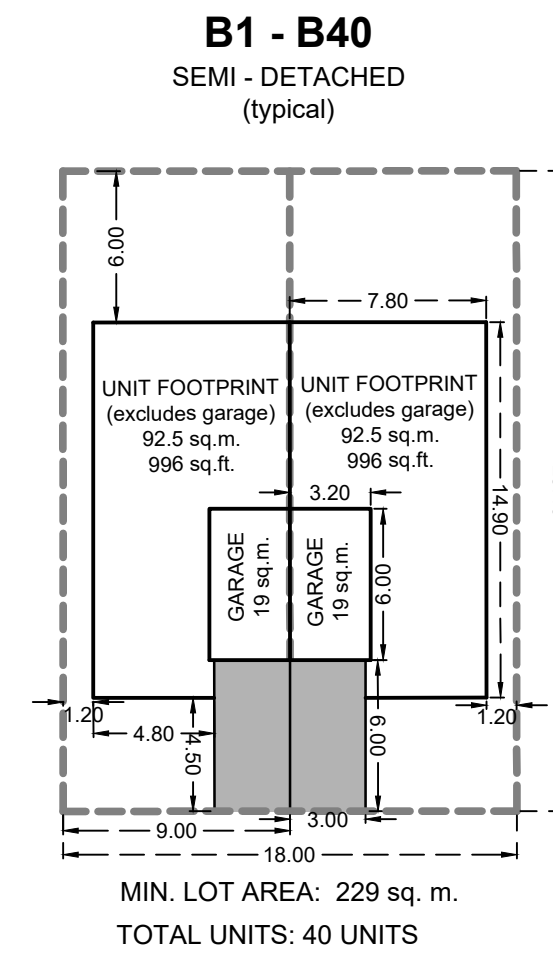 B1 - B40
SEMI - DETACHED
(typical)
6.00
7.80
UNIT FOOTPRINT
(excludes garage)
92.5 sq.m.
996 sq.ft.
UNIT FOOTPRINT
(excludes garage)
92.5 sq.m.
996 sq.ft.
3.20
14.90
GARAGE
19 sq.m.
GARAGE
19 sq.m.
6.00
1.20
4.80
4.50
6.00
1.20
3.00
9.00
18.00
MIN. LOT AREA: 229 sq. m.
TOTAL UNITS: 40 UNITS